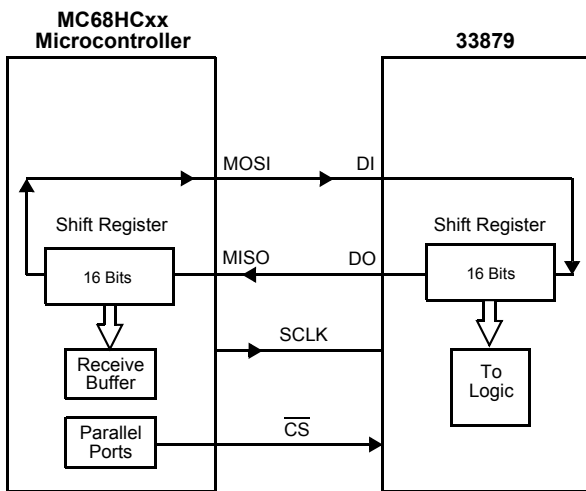 MC68HCxx
Microcontroller
33879
MOSI
DI
Shift Register
Shift Register
MISO
DO
16 Bits
16 Bits
SCLK
Receive
Buffer
To
Logic
Parallel
Ports
CS